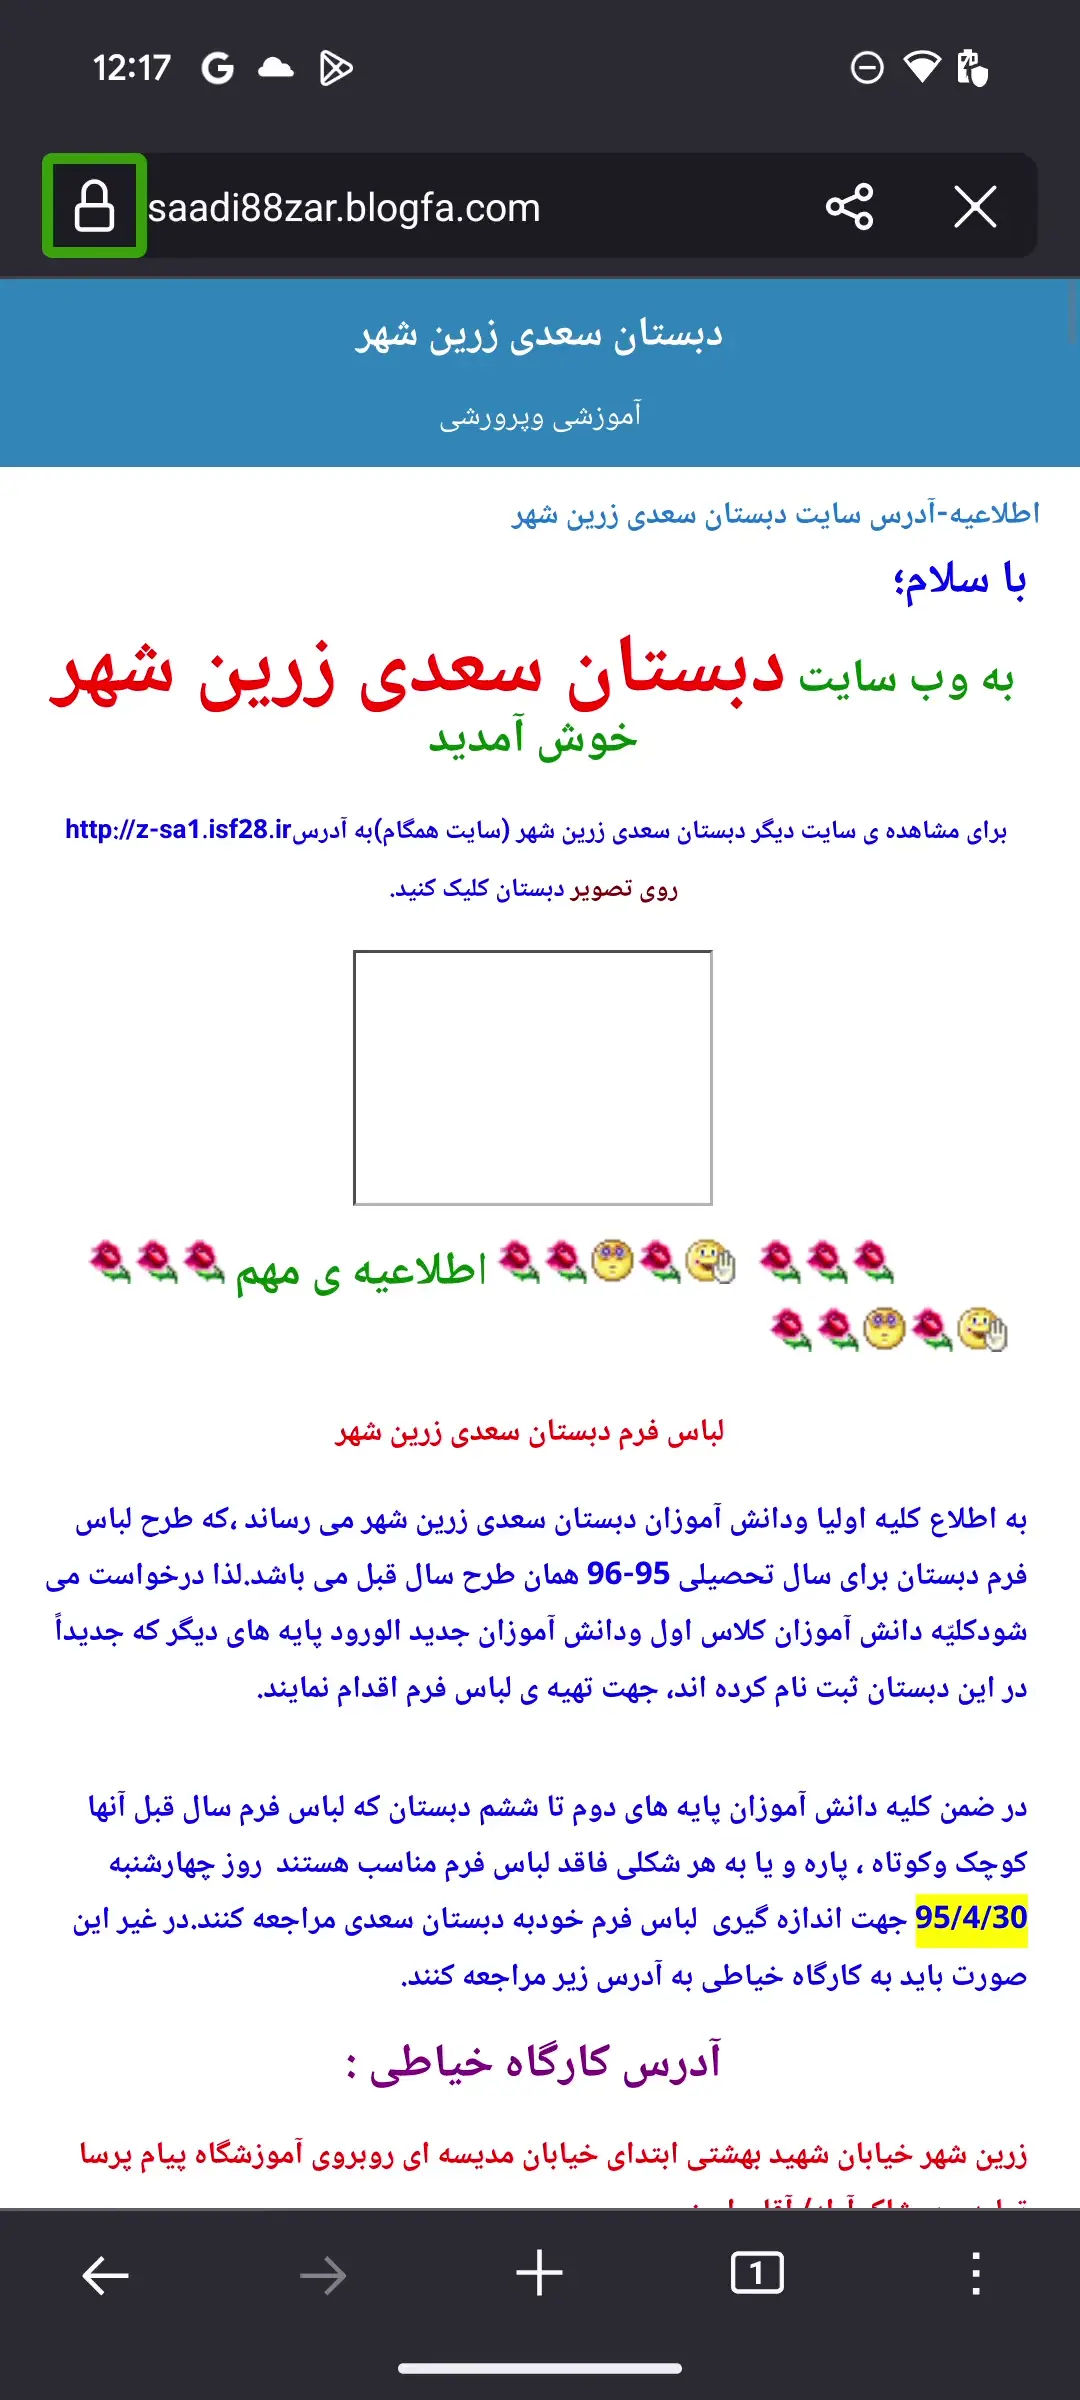 12:17
saadi88zar.blogfa.com
دبستان سعدی زرین شهر
آموزشی وپرورشی
اطلاعیه-آدرس سایت دبستان سعدی زرین شهر
با سلام؛
به وب سایت دبستان سعدی زرین شهر
خوش آمدید
برای مشاهده ی سایت دیگر دبستان سعدی زرین شهر (سایت همگام)به آدرسhttp://z-sa1.isf28.ir
روی تصویر دبستان کلیک کنید.
اطلاعیه ی مهم
لباس فرم دبستان سعدی زرین شهر
به اطلاع کلیه اولیا ودانش آموزان دبستان سعدی زرین شهر می رساند ،که طرح لباس
فرم دبستان برای سال تحصیلی 95-96 همان طرح سال قبل می باشد.لذا درخواست می
شودکلیّه دانش آموزان کلاس اول ودانش آموزان جدید الورود پایه های دیگر که جدیداً
در این دبستان ثبت نام کرده اند، جهت تهیه ی لباس فرم اقدام نمایند.
در ضمن کلیه دانش آموزان پایه های دوم تا ششم دبستان که لباس فرم سال قبل آنها
کوچک وکوتاه ، پاره و یا به هر شکلی فاقد لباس فرم مناسب هستند روز چهارشنبه
95/4/30 جهت اندازه گیری لباس فرم خودبه دبستان سعدی مراجعه کنند.در غیر این
صورت باید به کارگاه خیاطی به آدرس زیر مراجعه کنند.
آدرس کارگاه خیاطی :
زرین شهر خیابان شهید بهشتی ابتدای خیابان مدیسه ای روبروی آموزشگاه پیام پرسا
1